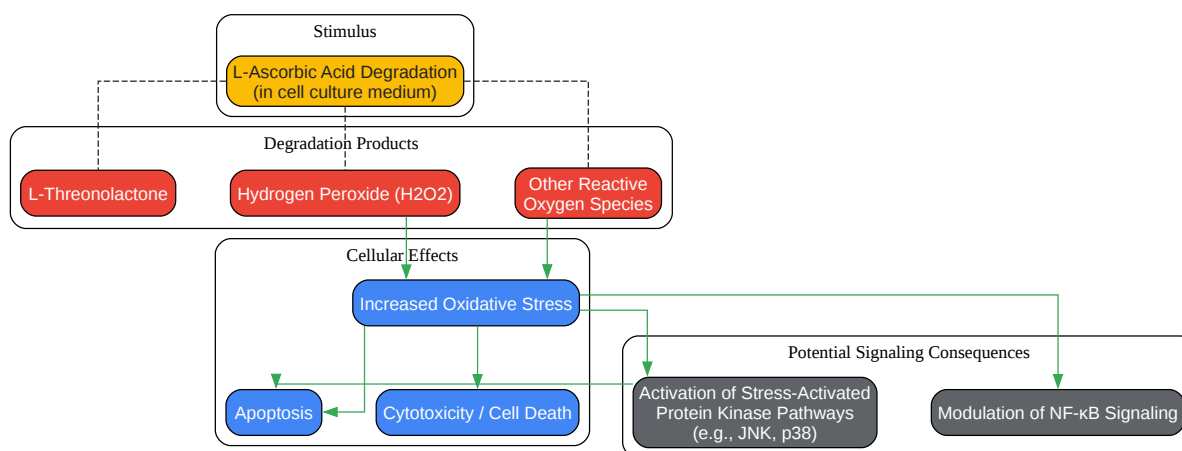 Stimulus
L-Ascorbic Acid Degradation
(in cell culture medium)
Degradation Products
L-Threonolactone
Hydrogen Peroxide (H2O2)
Other Reactive
Oxygen Species
Cellular Effects
Increased Oxidative Stress
Potential Signaling Consequences
Apoptosis
Cytotoxicity / Cell Death
Activation of Stress-Activated
Protein Kinase Pathways
(e.g., JNK, p38)
Modulation of NF-κB Signaling